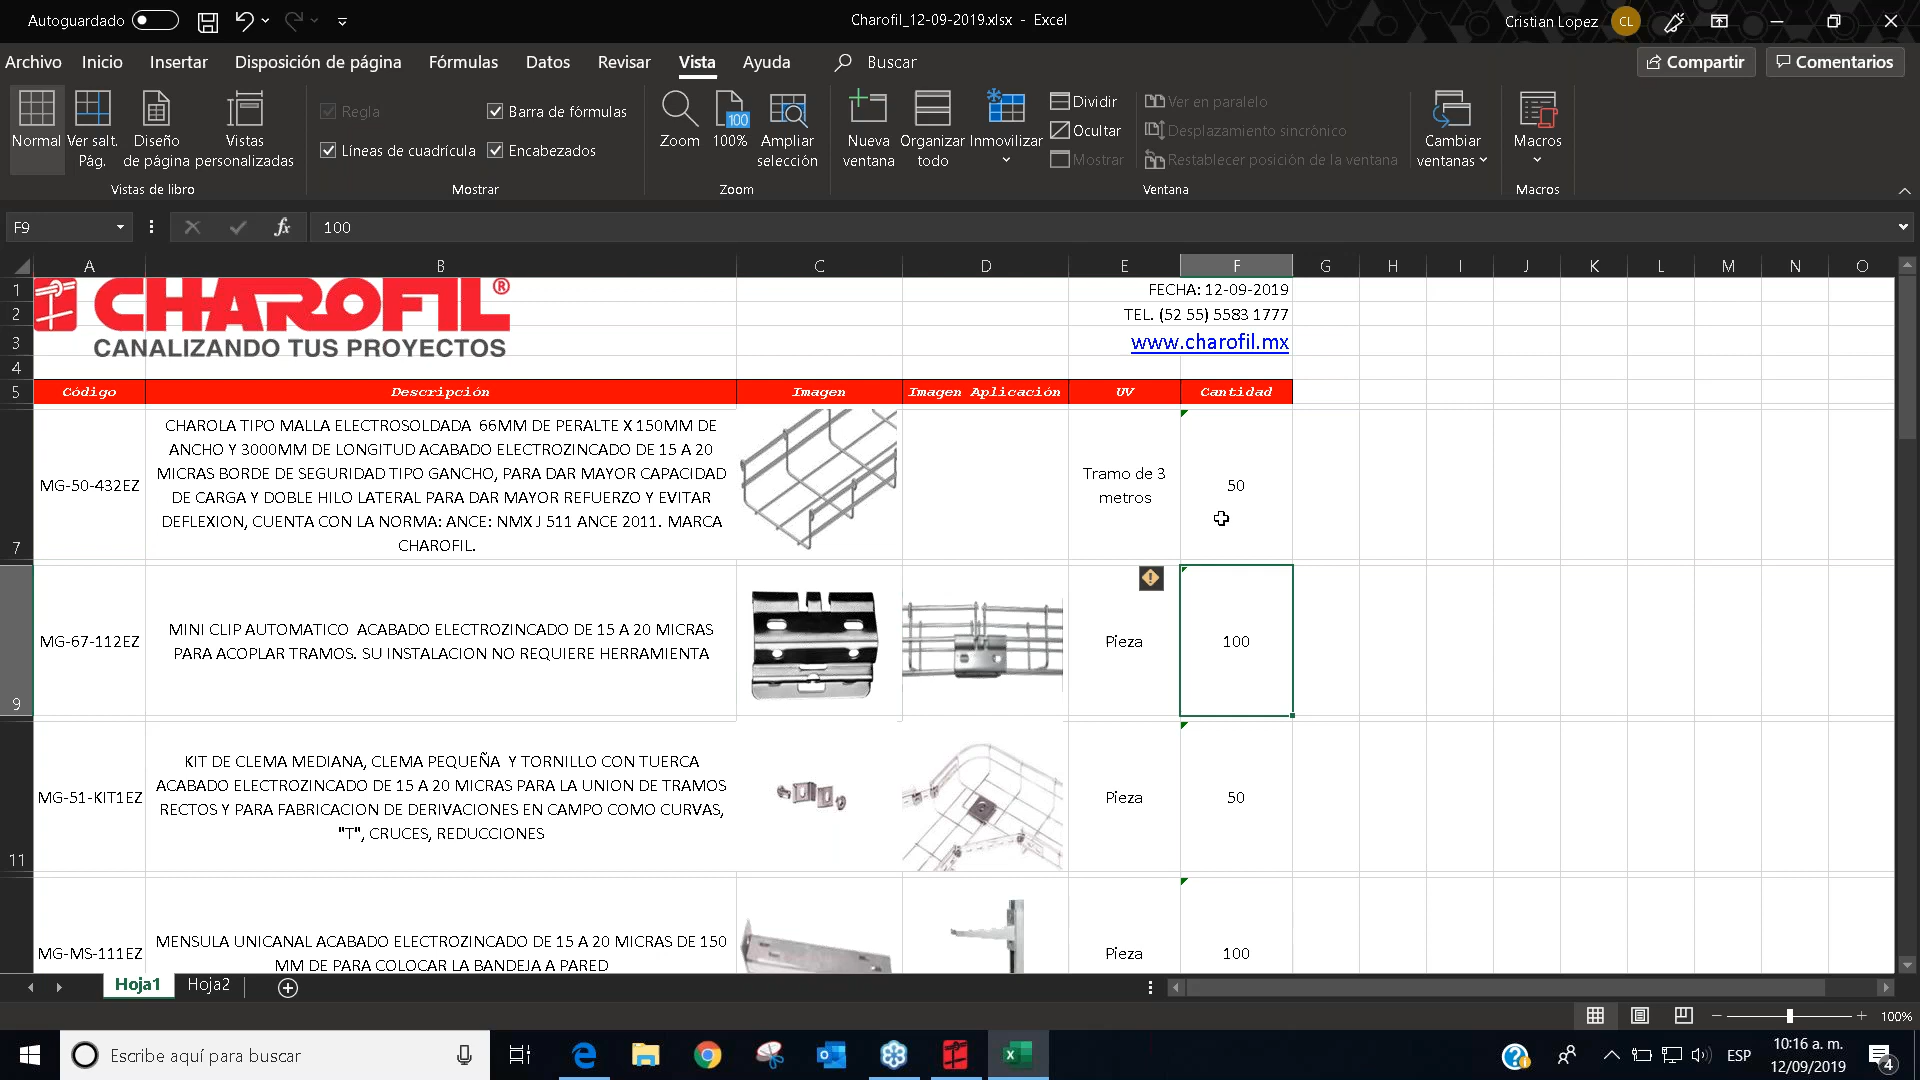 Autoguardado
Charofil_12-09-2019.xlsx - Excel
Cristian Lopez
CL
Archivo
Inicio
Insertar
Disposición de página
Fórmulas
Datos
Revisar
Vista
Ayuda
Buscar
Compartir
Comentarios
Normal
Ver salt.
Pág.
Diseño
de página
Vistas
personalizadas
Vistas de libro
Regla
Barra de fórmulas
Líneas de cuadrícula
Encabezados
Mostrar
Zoom
100
100%
Ampliar
selección
Zoom
Nueva
ventana
Organizar
todo
Inmovilizar
Dividir
Ocultar
Mostrar
Ver en paralelo
Desplazamiento sincrónico
Restablecer posición de la ventana
Cambiar
ventanas
Ventana
Macros
Macros
F9
fx
100
A B C D E F G H I J K L M N O
1
2
3
4
5
7
9
11
CHAROFIL®
CANALIZANDO TUS PROYECTOS
FECHA: 12-09-2019
TEL. (52 55) 5583 1777
www.charofil.mx
Código Descripción Imagen Imagen Aplicación UV Cantidad
MG-50-432EZ
CHAROLA TIPO MALLA ELECTROSOLDADA 66MM DE PERALTE X 150MM DE
ANCHO Y 3000MM DE LONGITUD ACABADO ELECTROZINCADO DE 15 A 20
MICRAS BORDE DE SEGURIDAD TIPO GANCHO, PARA DAR MAYOR CAPACIDAD
DE CARGA Y DOBLE HILO LATERAL PARA DAR MAYOR REFUERZO Y EVITAR
DEFLEXION, CUENTA CON LA NORMA: ANCE: NMX J 511 ANCE 2011. MARCA
CHAROFIL.
Tramo de 3
metros
50
MG-67-112EZ
MINI CLIP AUTOMATICO ACABADO ELECTROZINCADO DE 15 A 20 MICRAS
PARA ACOPLAR TRAMOS. SU INSTALACION NO REQUIERE HERRAMIENTA
Pieza
100
MG-51-KIT1EZ
KIT DE CLEMA MEDIANA, CLEMA PEQUEÑA Y TORNILLO CON TUERCA
ACABADO ELECTROZINCADO DE 15 A 20 MICRAS PARA LA UNION DE TRAMOS
RECTOS Y PARA FABRICACION DE DERIVACIONES EN CAMPO COMO CURVAS,
"T", CRUCES, REDUCCIONES
Pieza
50
MG-MS-111EZ
MENSULA UNICANAL ACABADO ELECTROZINCADO DE 15 A 20 MICRAS DE 150
MM DE PARA COLOCAR LA BANDEJA A PARED
Pieza
100
Hoja1
Hoja2
100%
Escribe aquí para buscar
ESP
10:16 a. m.
12/09/2019
4